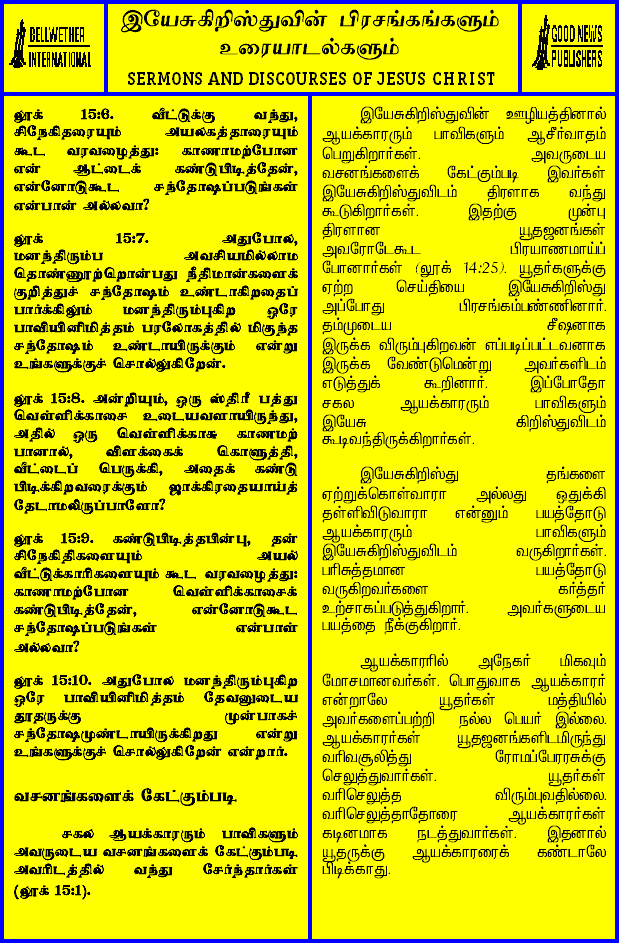 BELLWETHER
INTERNATIONAL
இயேசுகிறிஸ்துவின் பிரசங்கங்களும்
உரையாடல்களும்
SERMONS AND DISCOURSES OF JESUS CHRIST
GOOD NEWS
PUBLISHERS
லூக் 15:6. வீட்டுக்கு வந்து,
சிநேகிதரையும் அயலகத்தாரையும்
கூட வரவழைத்து: காணாமற்போன
என் ஆட்டைக் கண்டுபிடித்தேன்,
என்னோடுகூட சந்தோஷப்படுங்கள்
என்பான் அல்லவா?
லூக் 15:7. அதுபோல,
மனந்திரும்ப அவசியமில்லாத
தொண்ணூற்றொன்பது நீதிமான்களைக்
குறித்துச் சந்தோஷம் உண்டாகிறதைப்
பார்க்கிலும் மனந்திரும்புகிற ஒரே
பாவியினிமித்தம் பரலோகத்தில் மிகுந்த
சந்தோஷம் உண்டாயிருக்கும் என்று
உங்களுக்குச் சொல்லுகிறேன்.
லூக் 15:8. அன்றியும், ஒரு ஸ்திரீ பத்து
வெள்ளிக்காசை உடையவளாயிருந்து,
அதில் ஒரு வெள்ளிக்காசு காணமற்
போனால், விளக்கைக் கொளுத்தி,
வீட்டைப் பெருக்கி, அதைக் கண்டு
பிடிக்கிறவரைக்கும் ஜாக்கிரதையாய்த்
தேடாமலிருப்பாளோ?
லூக் 15:9. கண்டுபிடித்தபின்பு, தன்
சிநேகிதிகளையும் அயல்
வீட்டுக்காரிகளையும் கூட வரவழைத்து:
காணாமற்போன வெள்ளிக்காசைக்
கண்டுபிடித்தேன், என்னோடுகூட
சந்தோஷப்படுங்கள் என்பாள்
அல்லவா?
லூக் 15:10. அதுபோல மனந்திரும்புகிற
ஒரே பாவியினிமித்தம் தேவனுடைய
தூதருக்கு முன்பாகச்
சந்தோஷமுண்டாயிருக்கிறது என்று
உங்களுக்குச் சொல்லுகிறேன் என்றார்.
வசனங்களைக் கேட்கும்படி
சகல ஆயக்காரரும் பாவிகளும்
அவருடைய வசனங்களைக் கேட்கும்படி
அவரிடத்தில் வந்து சேர்ந்தார்கள்
(லூக் 15:1).
இயேசுகிறிஸ்துவின் ஊழியத்தினால்
ஆயக்காரரும் பாவிகளும் ஆசீர்வாதம்
பெறுகிறார்கள். அவருடைய
வசனங்களைக் கேட்கும்படி இவர்கள்
இயேசுகிறிஸ்துவிடம் திரளாக வந்து
கூடுகிறார்கள். இதற்கு முன்பு
திரளான யூதஜனங்கள்
அவரோடேகூட பிரயாணமாய்ப்
போனார்கள் (லூக் 14:25). யூதர்களுக்கு
ஏற்ற செய்தியை இயேசுகிறிஸ்து
அப்போது பிரசங்கம்பண்ணினார்.
தம்முடைய சீஷனாக
இருக்க விரும்புகிறவன் எப்படிப்பட்டவனாக
இருக்க வேண்டுமென்று அவர்களிடம்
எடுத்துக் கூறினார். இப்போதோ
சகல ஆயக்காரரும் பாவிகளும்
இயேசு கிறிஸ்துவிடம்
கூடிவந்திருக்கிறார்கள்.
இயேசுகிறிஸ்து தங்களை
ஏற்றுக்கொள்வாரா அல்லது ஒதுக்கி
தள்ளிவிடுவாரா என்னும் பயத்தோடு
ஆயக்காரரும் பாவிகளும்
இயேசுகிறிஸ்துவிடம் வருகிறார்கள்.
பரிசுத்தமான பயத்தோடு
வருகிறவர்களை கர்த்தர்
உற்சாகப்படுத்துகிறார். அவர்களுடைய
பயத்தை நீக்குகிறார்.
ஆயக்காரரில் அநேகர் மிகவும்
மோசமானவர்கள். பொதுவாக ஆயக்காரர்
என்றாலே யூதர்கள் மத்தியில்
அவர்களைப்பற்றி நல்ல பெயர் இல்லை.
ஆயக்காரர்கள் யூதஜனங்களிடமிருந்து
வரிவசூலித்து ரோமப்பேரரசுக்கு
செலுத்துவார்கள். யூதர்கள்
வரிசெலுத்த விரும்புவதில்லை.
வரிசெலுத்தாதோரை ஆயக்காரர்கள்
கடினமாக நடத்துவார்கள். இதனால்
யூதருக்கு ஆயக்காரரைக் கண்டாலே
பிடிக்காது.